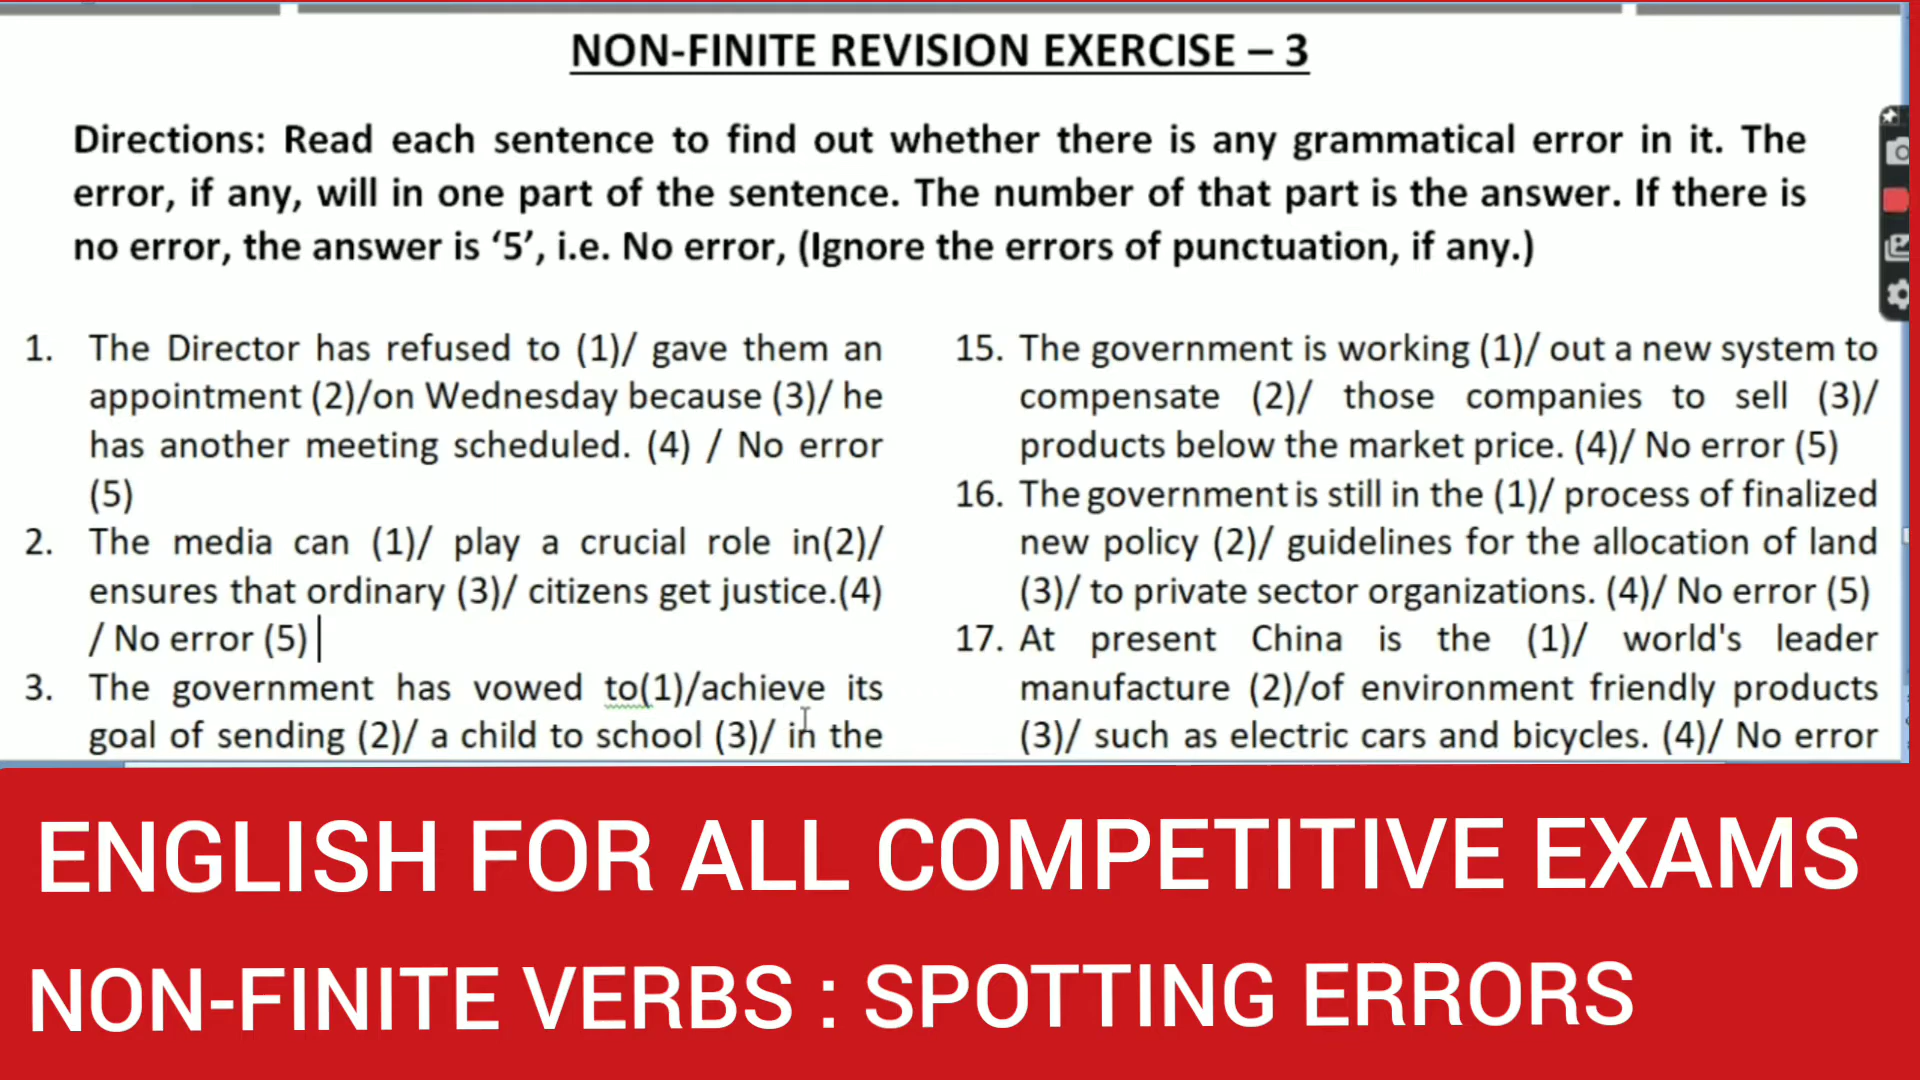 NON-FINITE REVISION EXERCISE – 3
Directions: Read each sentence to find out whether there is any grammatical error in it. The
error, if any, will in one part of the sentence. The number of that part is the answer. If there is
no error, the answer is ‘5’, i.e. No error, (Ignore the errors of punctuation, if any.)
1. The Director has refused to (1)/ gave them an
appointment (2)/on Wednesday because (3)/ he
has another meeting scheduled. (4) / No error
(5)
2. The media can (1)/ play a crucial role in(2)/
ensures that ordinary (3)/ citizens get justice.(4)
/ No error (5)
3. The government has vowed to(1)/achieve its
goal of sending (2)/ a child to school (3)/ in the
15. The government is working (1)/ out a new system to
compensate (2)/ those companies to sell (3)/
products below the market price. (4)/ No error (5)
16. The government is still in the (1)/ process of finalized
new policy (2)/ guidelines for the allocation of land
(3)/ to private sector organizations. (4)/ No error (5)
17. At present China is the (1)/ world's leader
manufacture (2)/of environment friendly products
(3)/ such as electric cars and bicycles. (4)/ No error
ENGLISH FOR ALL COMPETITIVE EXAMS
NON-FINITE VERBS : SPOTTING ERRORS